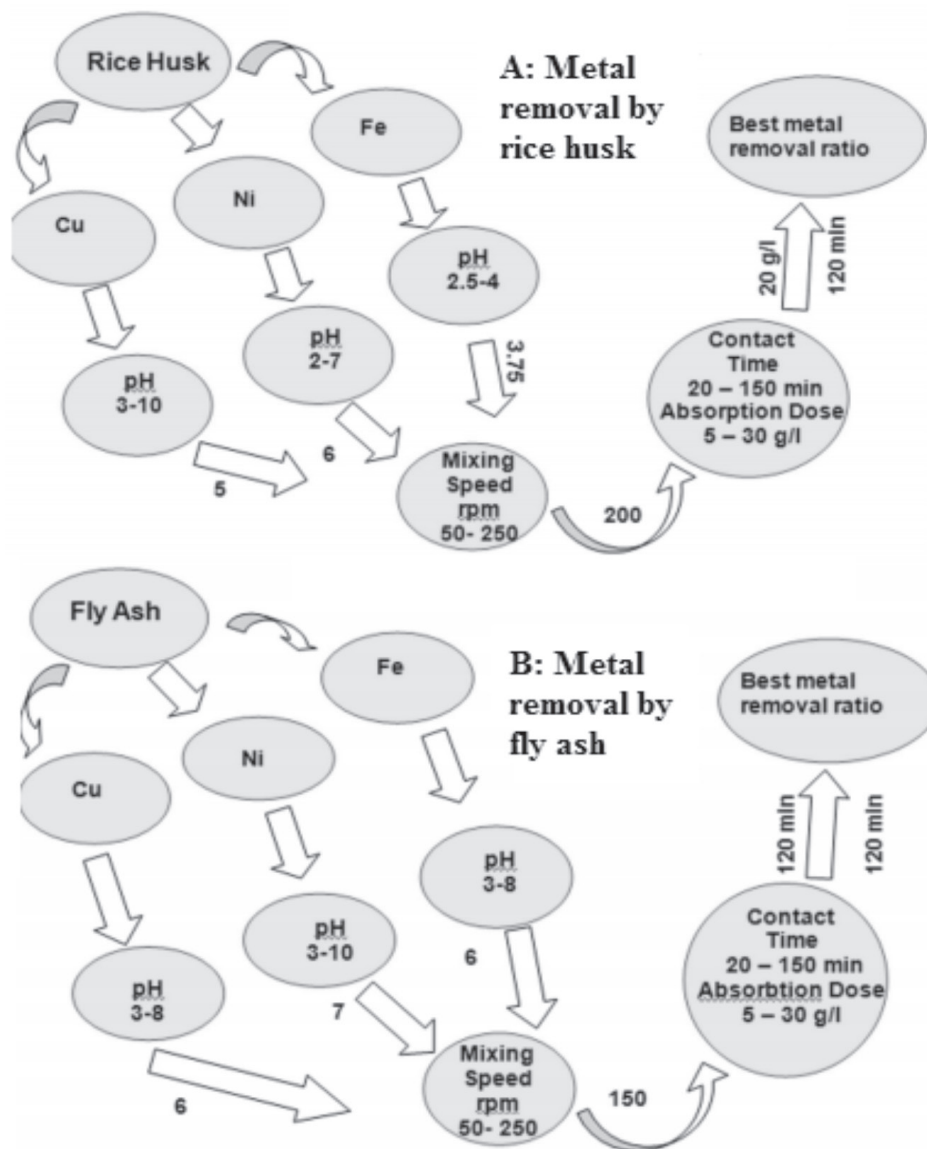 Rice Husk
A: Metal
removal by
rice husk
Fe
Best metal
removal ratio
Ni
Cu
pH
2.5-4
20 g/l
120 min
pH
2-7
Contact
Time
20 – 150 min
Absorption Dose
5 – 30 g/l
3.75
pH
3-10
6
5
Mixing
Speed
rpm
50- 250
200
Fly Ash
B: Metal
removal by
fly ash
Fe
Best metal
removal ratio
Ni
Cu
120 min
120 min
pH
3-8
Contact
Time
20 – 150 min
Absorbtion Dose
5 – 30 g/l
pH
3-10
6
pH
3-8
7
Mixing
Speed
rpm
50- 250
150
6